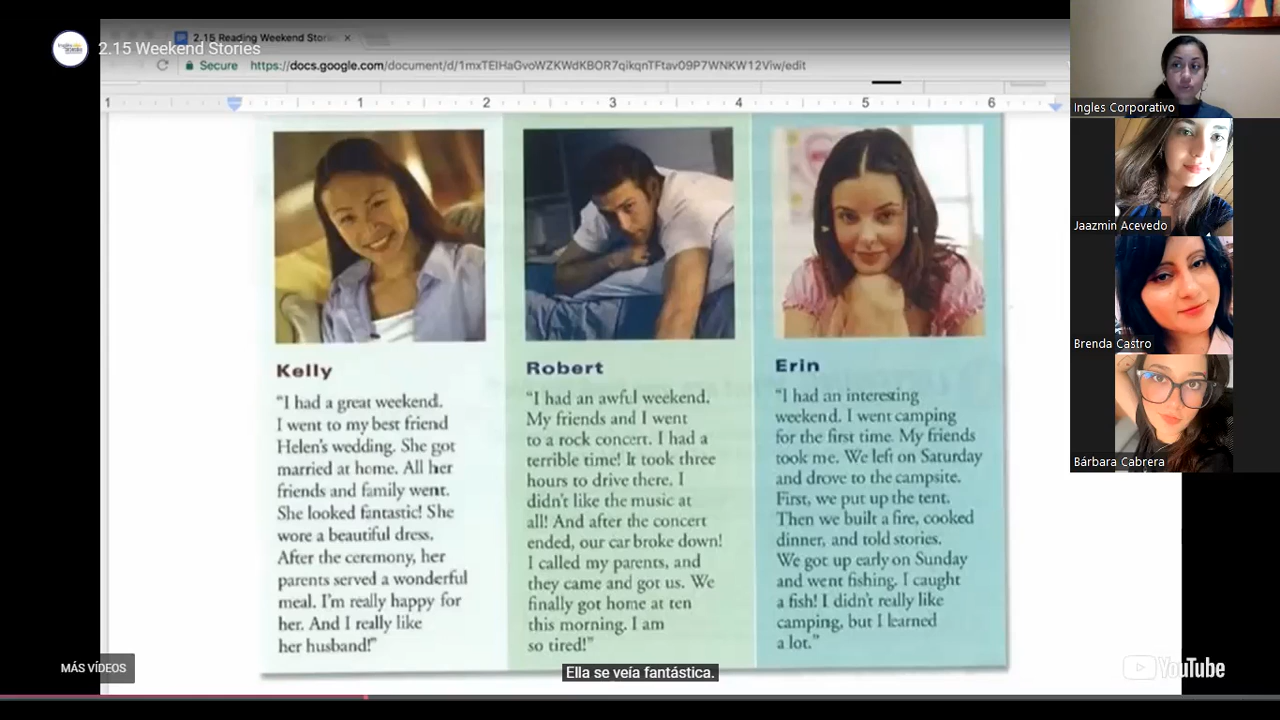 2.15 Reading Weekend Stori
2.15 Weekend Stories
Secure https://docs.google.com/document/d/1mxTEIHaGvoWZKWdKBOR7qikqnTFtav09P7WNKW12Viw/edit
1 1 2 3 4 5 6
Kelly
"I had a great weekend.
I went to my best friend
Helen's wedding. She got
married at home. All her
friends and family went.
She looked fantastic! She
wore a beautiful dress.
After the ceremony, her
parents served a wonderful
meal. I'm really happy for
her. And I really like
her husband!"
Robert
"I had an awful weekend.
My friends and I went
to a rock concert. I had a
terrible time! It took three
hours to drive there. I
didn't like the music at
all! And after the concert
ended, our car broke down!
I called my parents, and
they came and got us. We
finally got home at ten
this morning. I am
so tired!"
Erin
"I had an interesting
weekend. I went camping
for the first time. My friends
took me. We left on Saturday
and drove to the campsite.
First, we put up the tent.
Then we built a fire, cooked
dinner, and told stories.
We got up early on Sunday
and went fishing. I caught
a fish! I didn't really like
camping, but I learned
a lot."
Ella se veía fantástica.
MÁS VÍDEOS
YouTube
Ingles Corporativo
Jaazmin Acevedo
Brenda Castro
Bárbara Cabrera